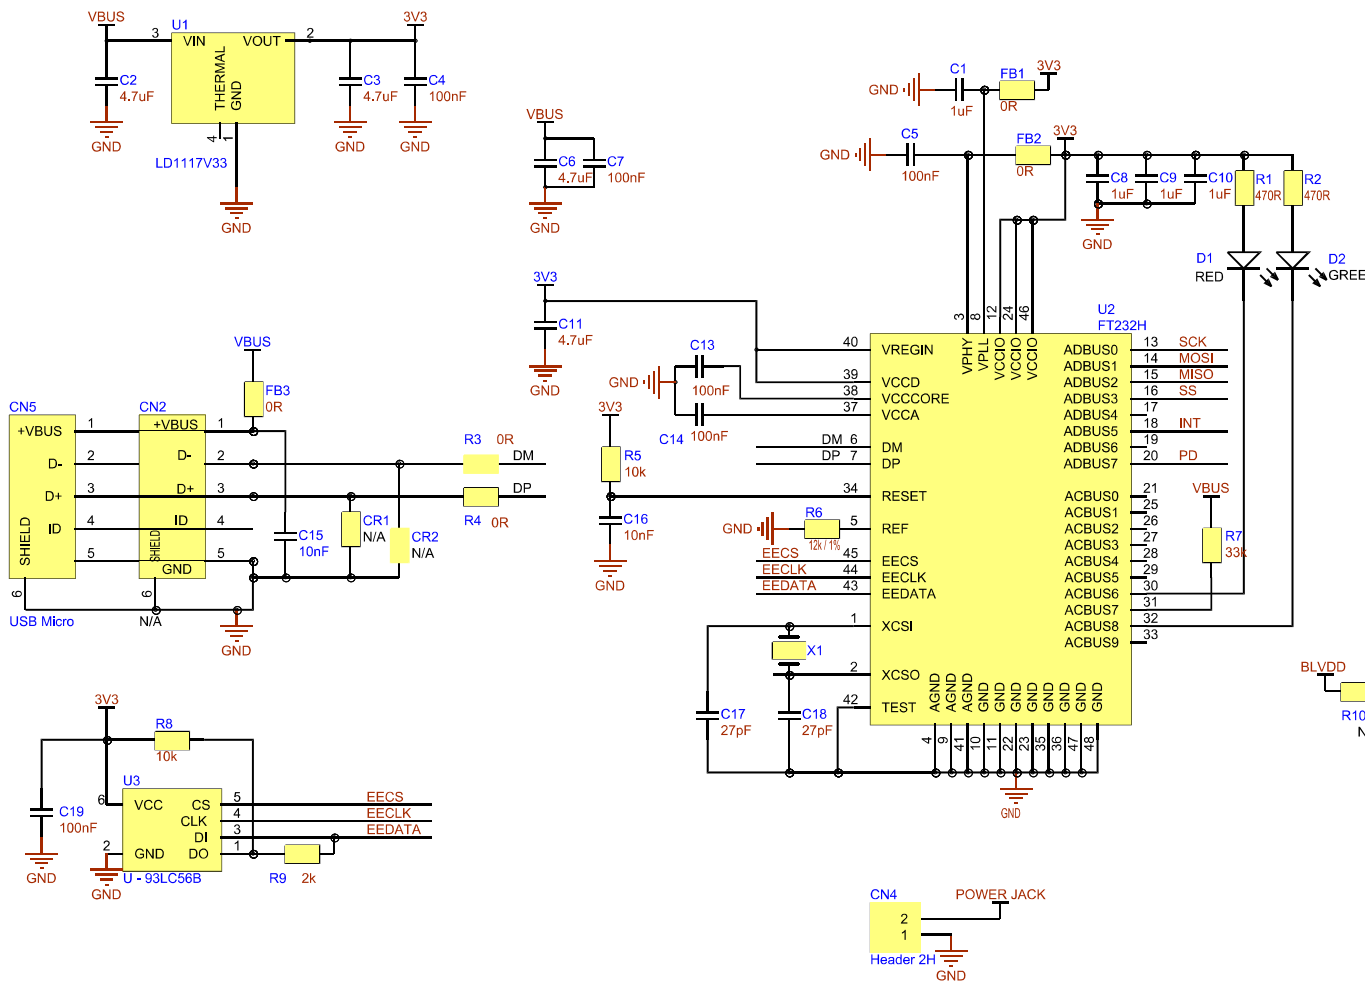 VBUS
U1
3V3
3
VIN
VOUT
2
THERMAL
GND
4
1
C2
4.7uF
C3
4.7uF
C4
100nF
GND
GND
GND
LD1117V33
GND
VBUS
C6
4.7uF
C7
100nF
GND
C1
1uF
FB1
0R
3V3
GND
C5
100nF
FB2
0R
3V3
GND
C8
1uF
C9
1uF
C10
1uF
R1
470R
R2
470R
GND
D1
RED
D2
GREE
3V3
C11
4.7uF
GND
C13
100nF
GND
C14
100nF
3V3
R5
10k
C16
10nF
GND
GND
R6
12k / 1%
DM
DP
EECS
EECLK
EEDATA
U2
FT232H
3
8
12
24
46
VPHY
VPLL
VCCIO
VCCIO
VCCIO
40
VREGIN
39
VCCD
38
VCCCORE
37
VCCA
6
DM
7
DP
34
RESET
5
REF
45
EECS
44
EECLK
43
EEDATA
1
XCSI
2
XCSO
42
TEST
ADBUS0
13
SCK
ADBUS1
14
MOSI
ADBUS2
15
MISO
ADBUS3
16
SS
ADBUS4
17
ADBUS5
18
INT
ADBUS6
19
ADBUS7
20
PD
ACBUS0
21
ACBUS1
25
ACBUS2
26
ACBUS3
27
ACBUS4
28
ACBUS5
29
ACBUS6
30
ACBUS7
31
ACBUS8
32
ACBUS9
33
VBUS
R7
33k
AGND
AGND
AGND
GND
GND
GND
GND
GND
GND
GND
GND
4
9
41
10
11
22
23
35
36
47
48
GND
X1
C17
27pF
C18
27pF
BLVDD
R10
N
VBUS
FB3
0R
CN5
+VBUS
D-
D+
ID
SHIELD
1
2
3
4
5
6
USB Micro
CN2
+VBUS
D-
D+
ID
SHIELD
GND
1
2
3
4
5
6
N/A
GND
C15
10nF
CR1
N/A
CR2
N/A
R3
0R
DM
R4
0R
DP
3V3
R8
10k
C19
100nF
GND
U3
6
VCC
CS
5
EECS
CLK
4
EECLK
DI
3
EEDATA
2
GND
DO
1
GND
U - 93LC56B
R9
2k
CN4
2
1
Header 2H
POWER JACK
GND